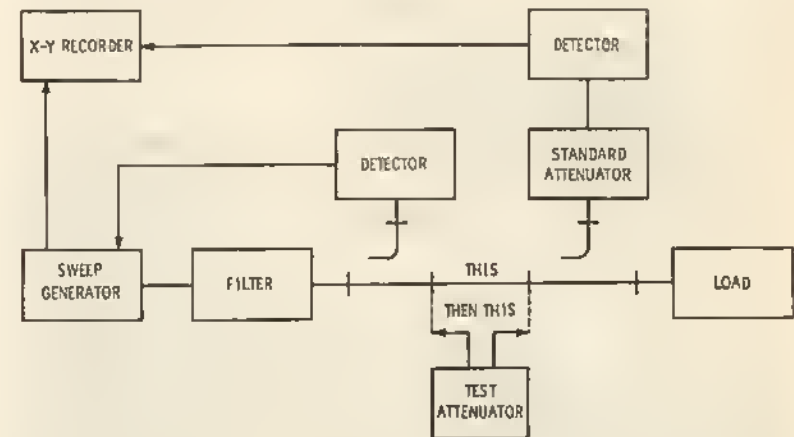 X-Y RECORDER
DETECTOR
DETECTOR
STANDARD
ATTENUATOR
SWEEP
GENERATOR
FILTER
THIS
LOAD
THEN THIS
TEST
ATTENUATOR